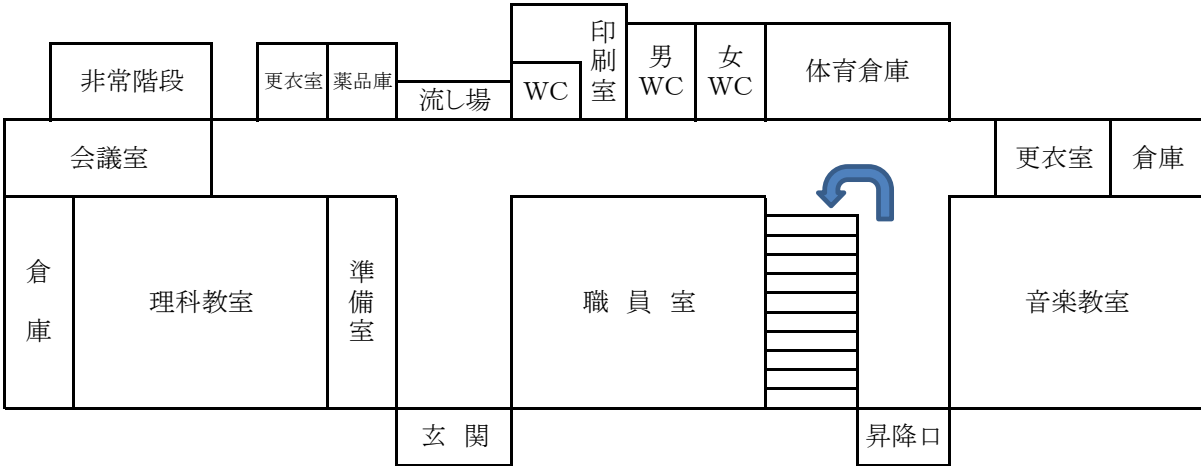 非常階段
更衣室
薬品庫
流し場
WC
印刷室
男
WC
女
WC
体育倉庫
会議室
更衣室
倉庫
倉庫
理科教室
準備室
職 員 室
音楽教室
玄 関
昇降口